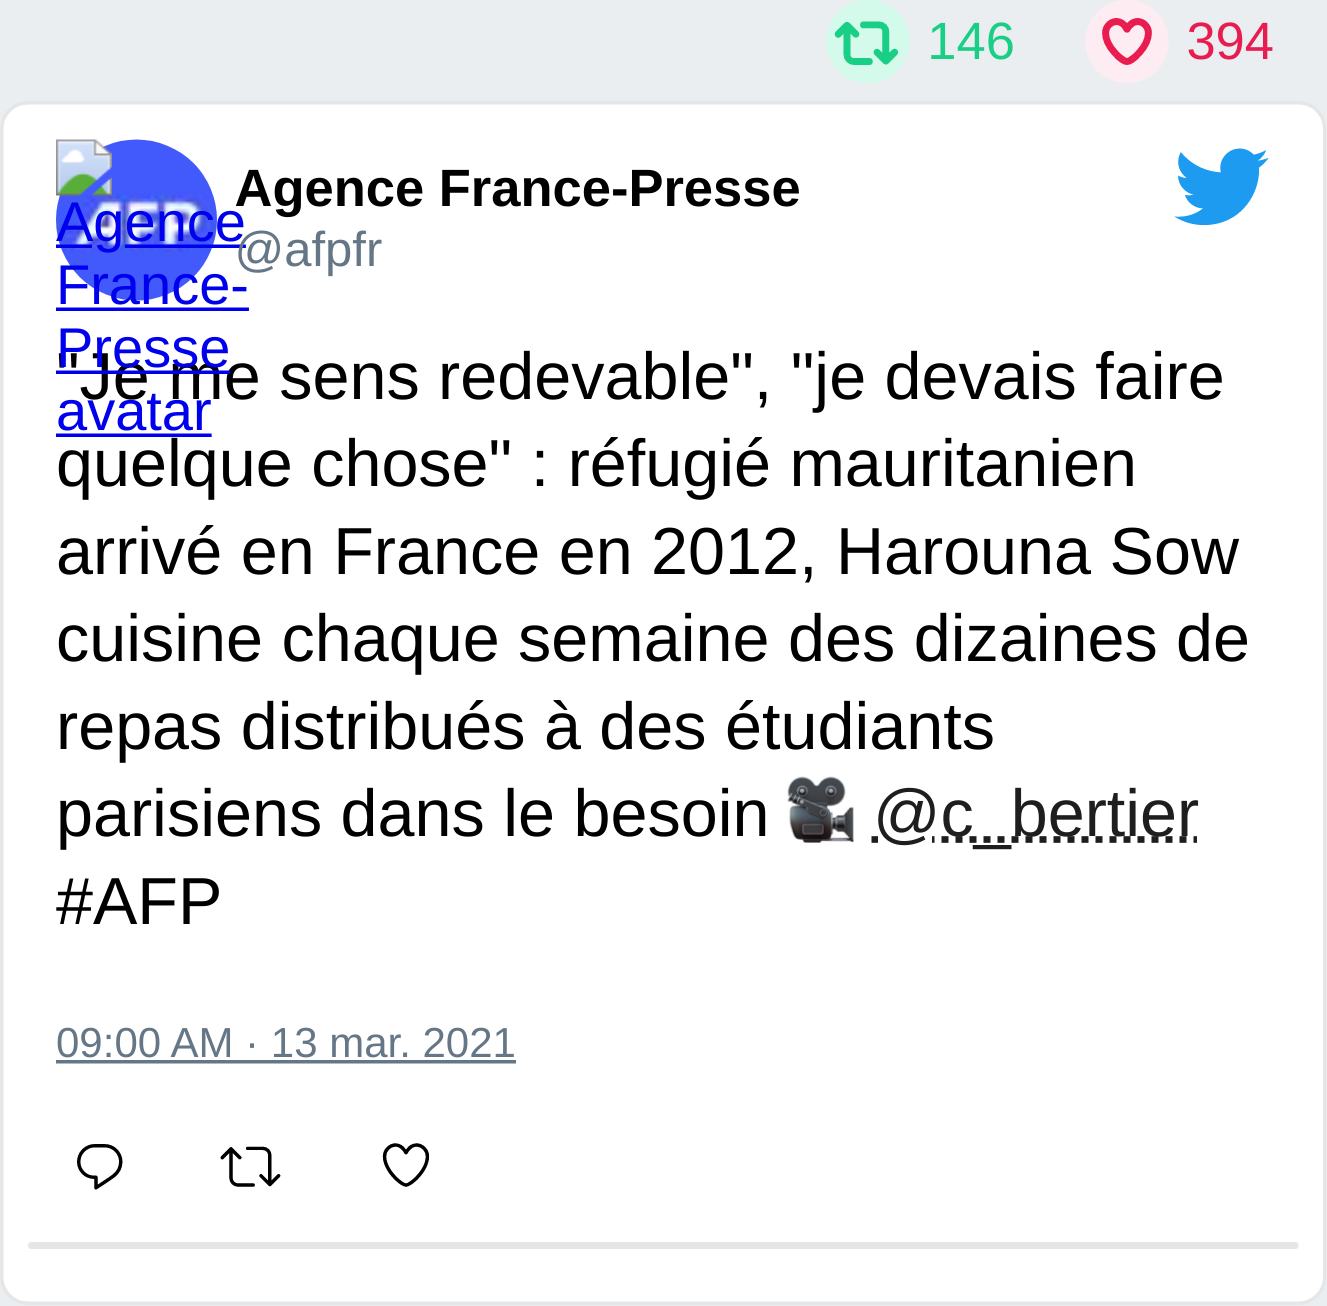 146 394
Agence France-Presse
@afpfr
AFP
Agence
France-
Presse
avatar
"Je me sens redevable", "je devais faire
quelque chose" : réfugié mauritanien
arrivé en France en 2012, Harouna Sow
cuisine chaque semaine des dizaines de
repas distribués à des étudiants
parisiens dans le besoin 🎥 @c_bertier
#AFP
09:00 AM · 13 mar. 2021